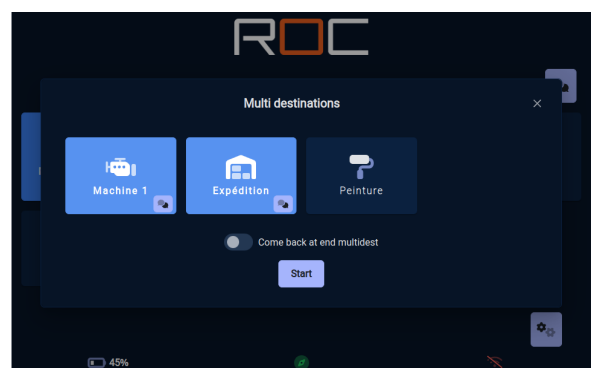 ROC
Multi destinations
Machine 1
Expédition
Peinture
Come back at end multidest
Start
45%